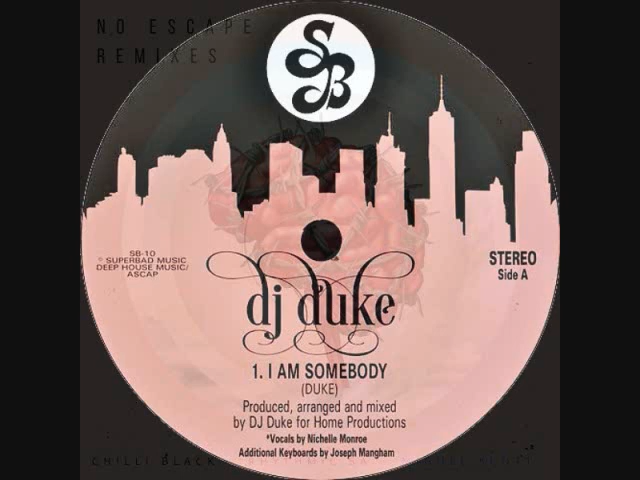 NO ESCAPE
REMIXES
SB
SB-10
℗ SUPERBAD MUSIC
DEEP HOUSE MUSIC/
ASCAP
STEREO
Side A
dj duke
1. I AM SOMEBODY
(DUKE)
Produced, arranged and mixed
by DJ Duke for Home Productions
*Vocals by Nichelle Monroe
Additional Keyboards by Joseph Mangham
CHILLI BLACK